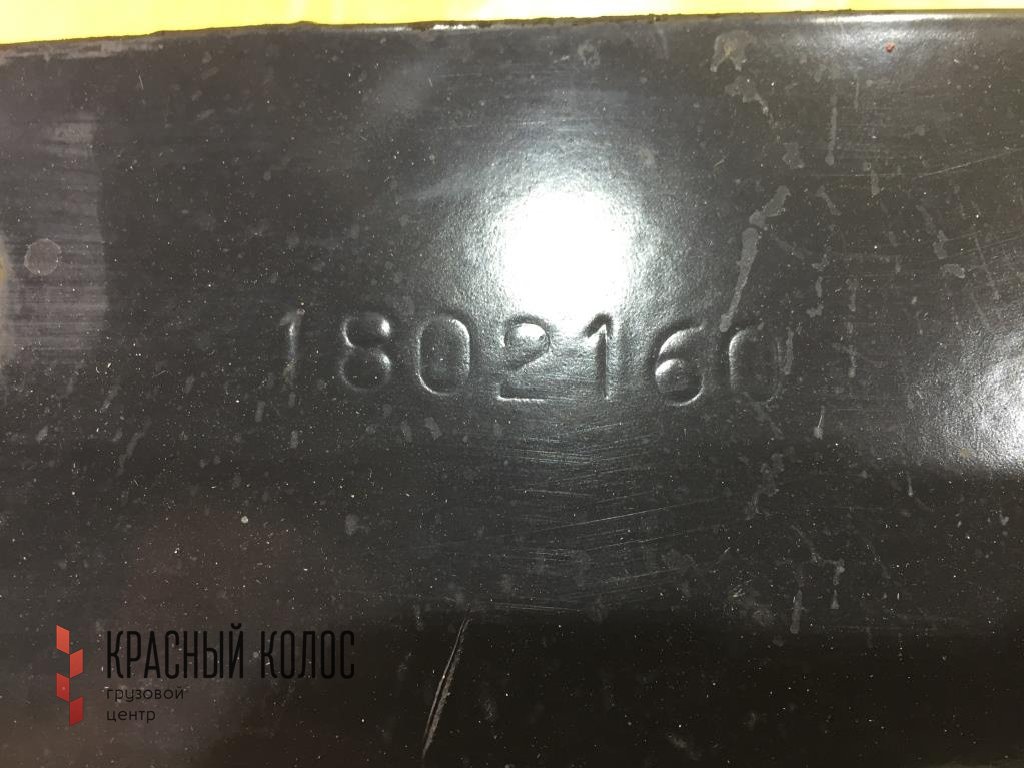 1802160
КРАСНЫЙ КОЛОС
грузовой
центр